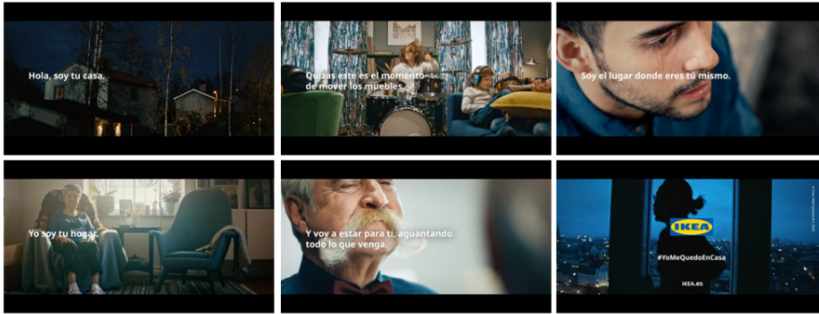 Hola, soy tu casa.
Quizás este es el momento
de mover los muebles.
Soy el lugar donde eres tú mismo.
Yo soy tu hogar.
Y voy a estar para ti, aguantando
todo lo que venga.
IKEA
#YoMeQuedoEnCasa
IKEA.es